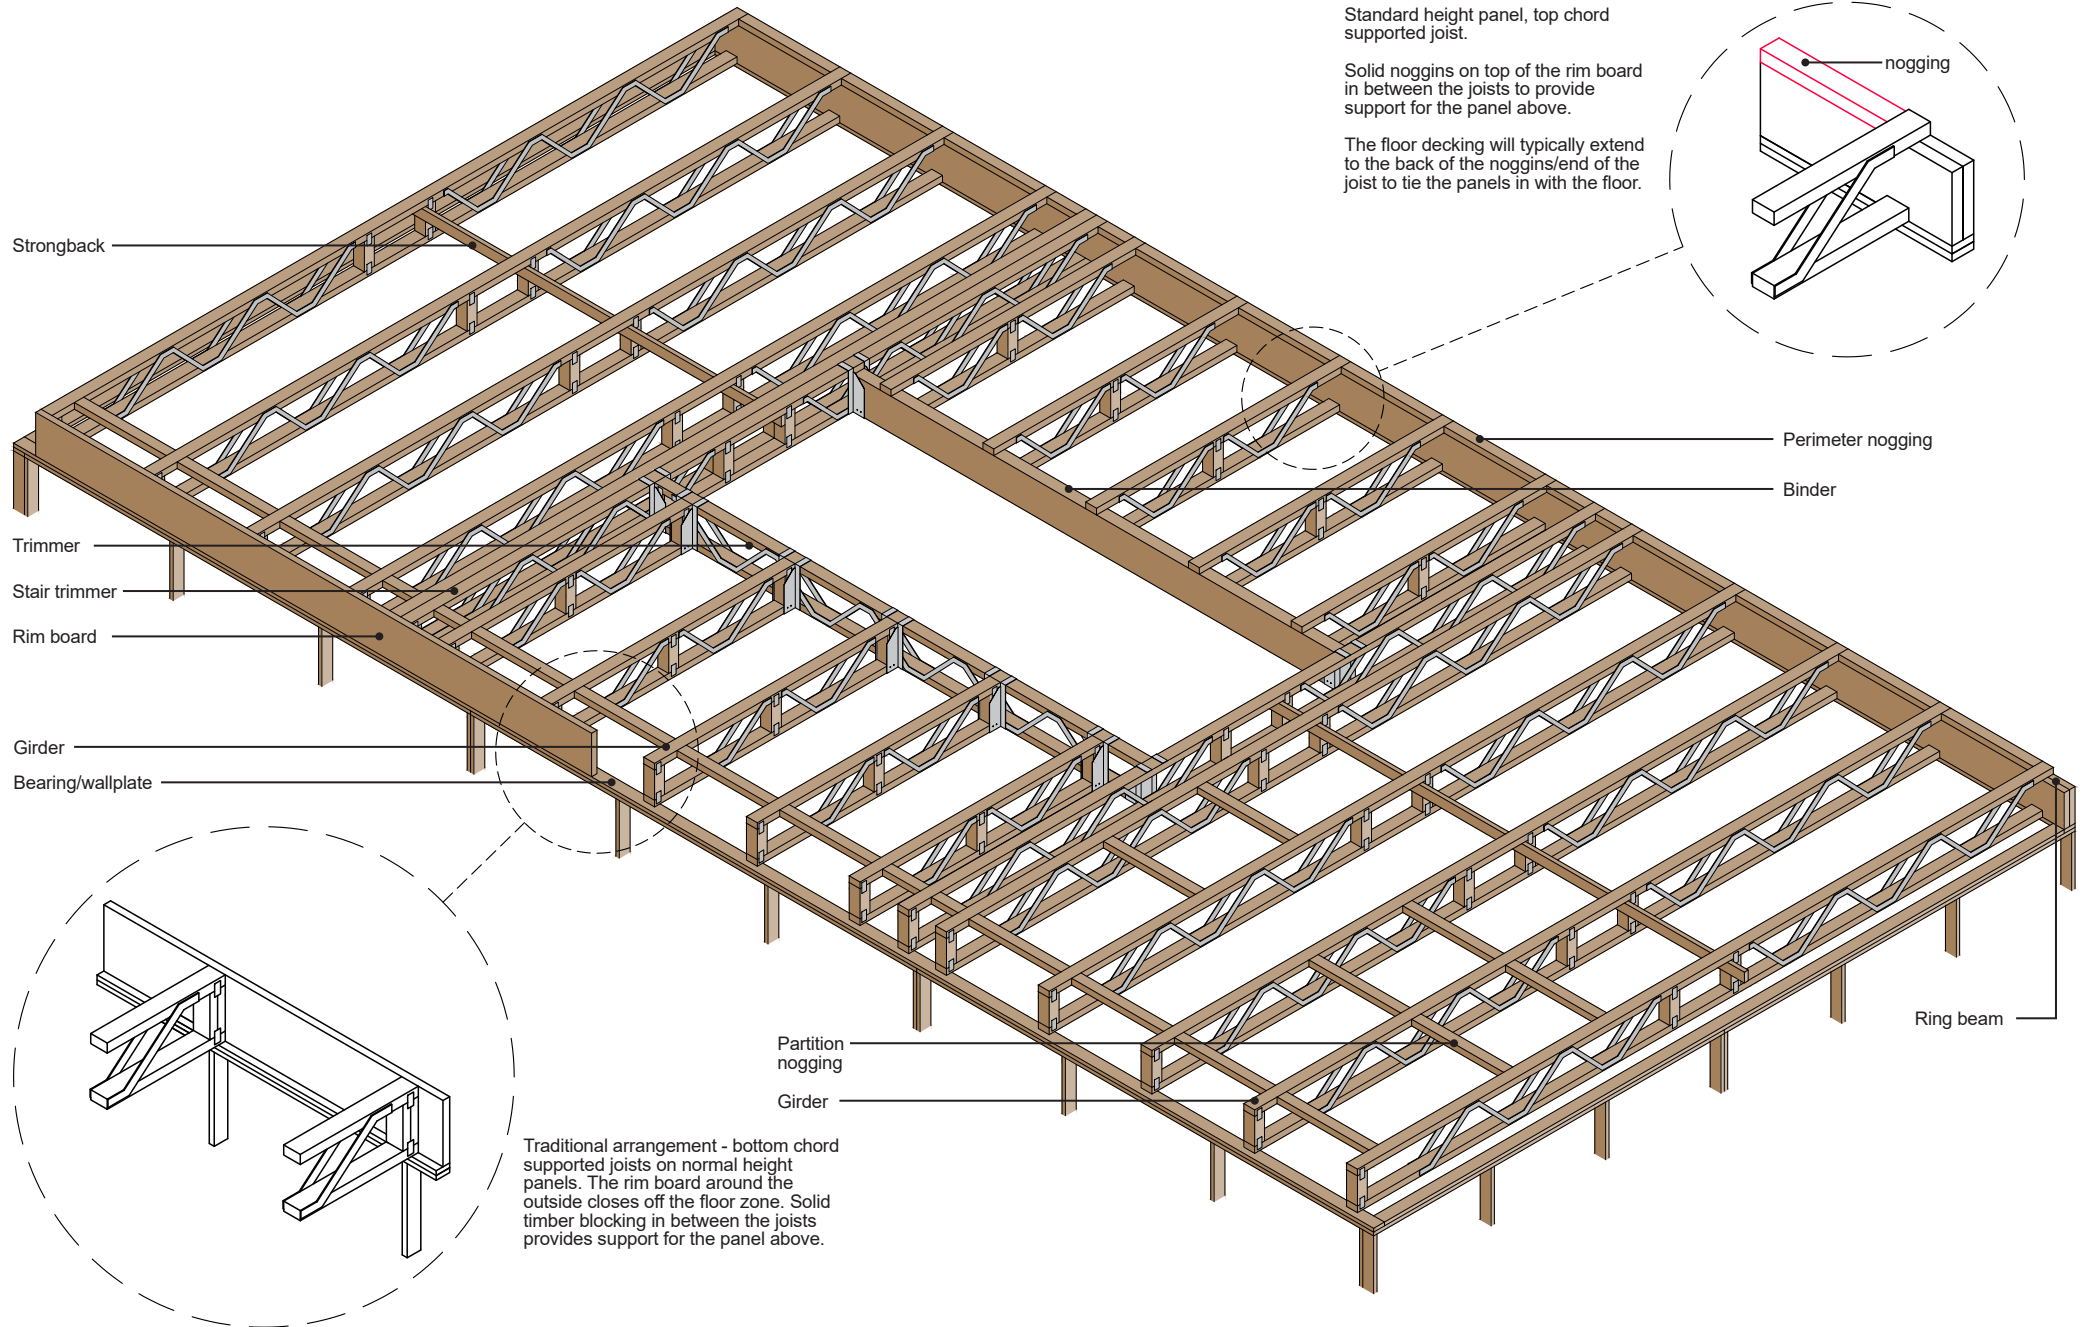 Standard height panel, top chord
supported joist.
Solid noggins on top of the rim board
in between the joists to provide
support for the panel above.
The floor decking will typically extend
to the back of the noggins/end of the
joist to tie the panels in with the floor.
nogging
Strongback
Perimeter nogging
Binder
Trimmer
Stair trimmer
Rim board
Girder
Bearing/wallplate
Ring beam
Partition
nogging
Girder
Traditional arrangement - bottom chord
supported joists on normal height
panels. The rim board around the
outside closes off the floor zone. Solid
timber blocking in between the joists
provides support for the panel above.